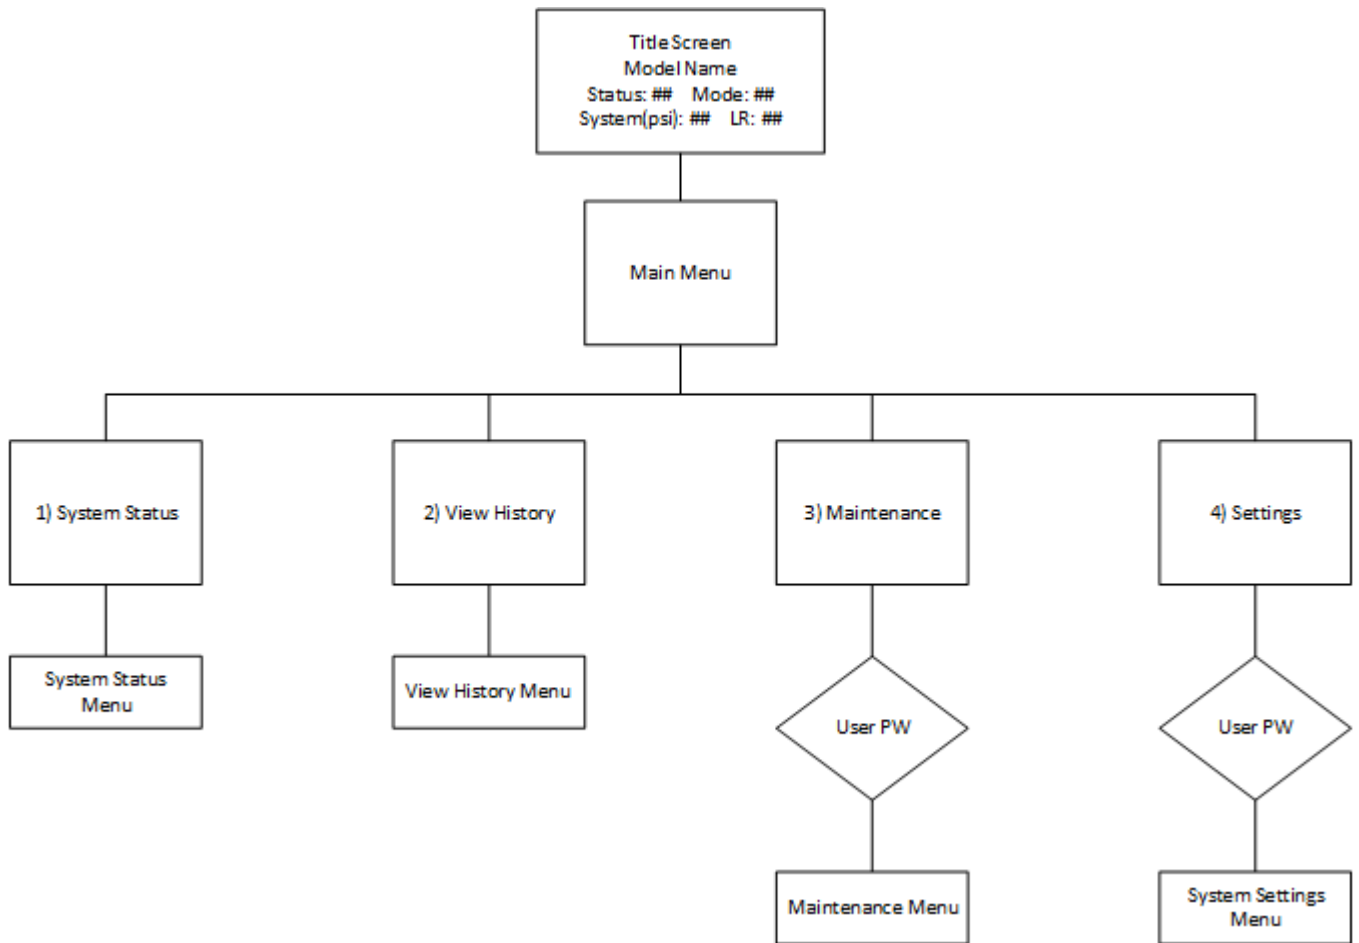 Title Screen
Model Name
Status: ## Mode: ##
System(psi): ## LR: ##
Main Menu
1) System Status
2) View History
3) Maintenance
4) Settings
System Status
Menu
View History Menu
User PW
User PW
Maintenance Menu
System Settings
Menu